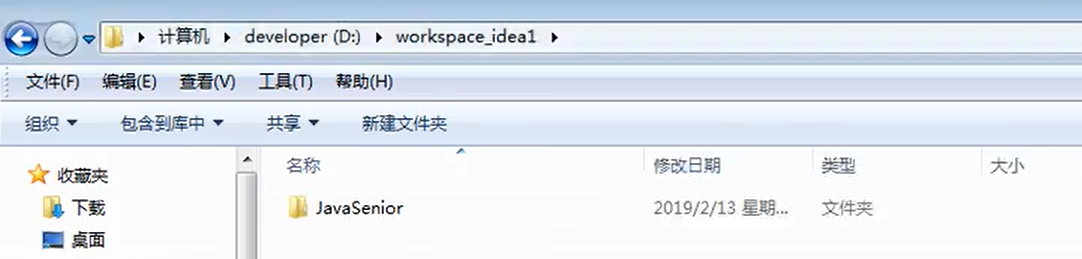 计算机 developer (D:) workspace_idea1
文件(F) 编辑(E) 查看(V) 工具(T) 帮助(H)
组织 包含到库中 共享 新建文件夹
收藏夹 名称 修改日期 类型 大小
下载 JavaSenior 2019/2/13 星期... 文件夹
桌面